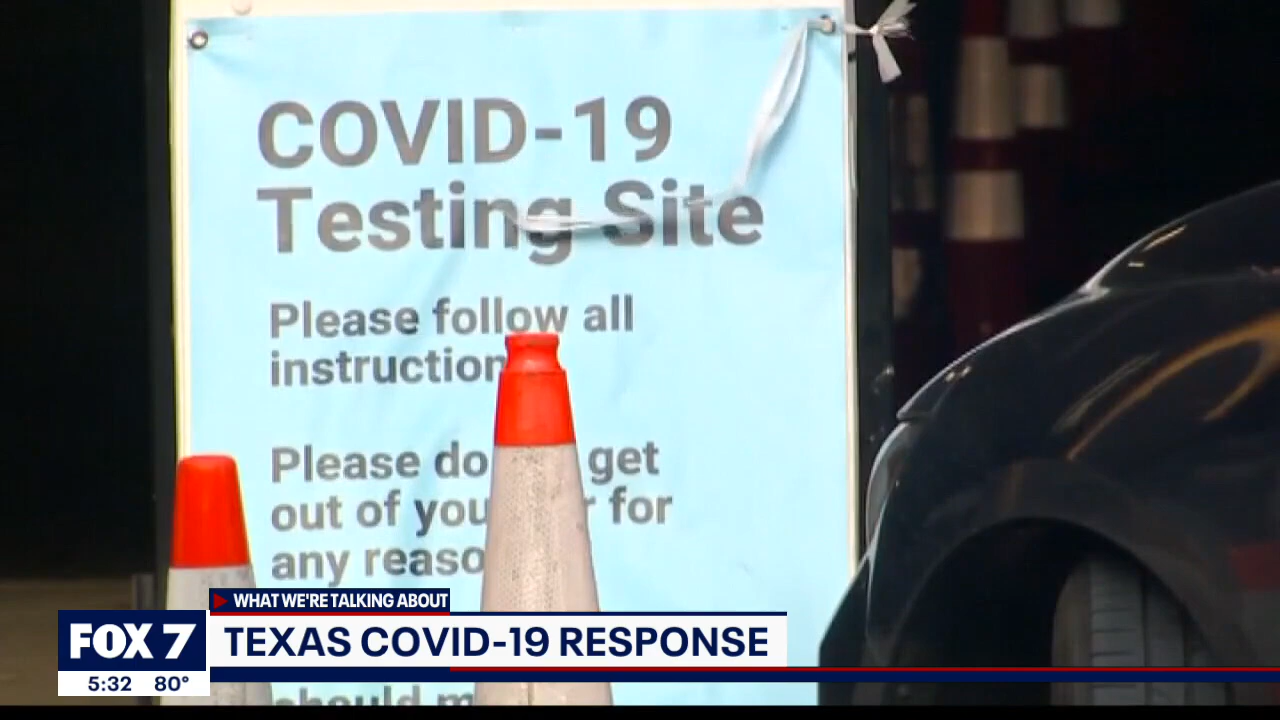 COVID-19
Testing Site
Please follow all
instruction
Please do get
out of you for
any reaso
WHAT WE'RE TALKING ABOUT
FOX 7
TEXAS COVID-19 RESPONSE
5:32 80°
should m